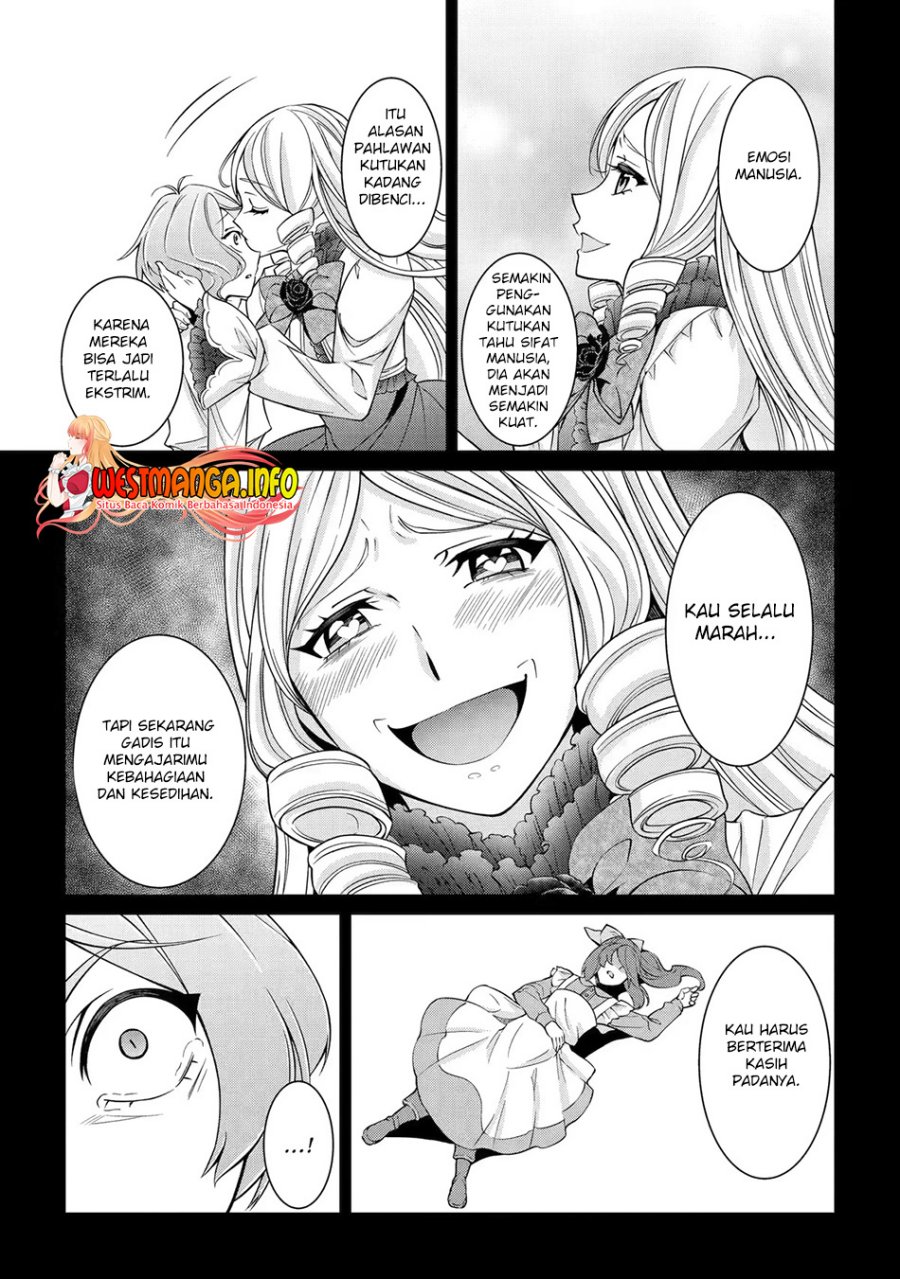 EMOSI
MANUSIA.
SEMAKIN
PENG-
GUNAKAN
KUTUKAN
TAHU SIFAT
MANUSIA,
DIA AKAN
MENJADI
SEMAKIN
KUAT.
ITU
ALASAN
PAHLAWAN
KUTUKAN
KADANG
DIBENCI...
KARENA
MEREKA
BISA JADI
TERLALU
EKSTRIM.
WESTMANGA.INFO
Situs Baca Komik Berbahasa Indonesia
KAU SELALU
MARAH...
TAPI SEKARANG
GADIS ITU
MENGAJARIMU
KEBAHAGIAAN
DAN KESEDIHAN.
KAU HARUS
BERTERIMA
KASIH
PADANYA.
...!